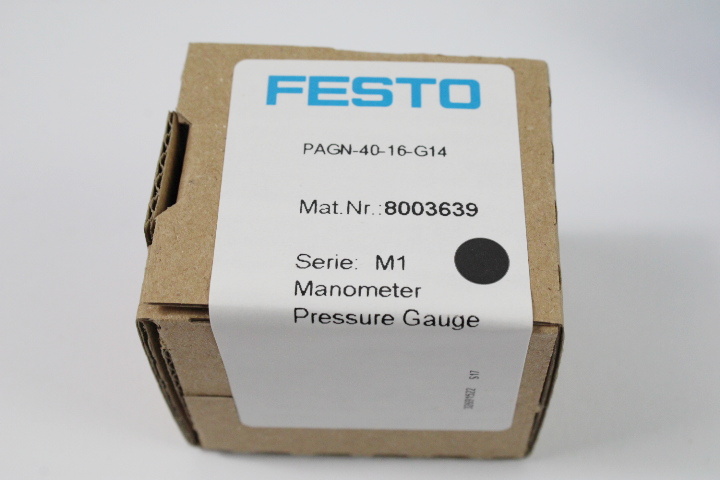 FESTO
PAGN-40-16-G14
Mat.Nr.:8003639
Serie: M1
Manometer
Pressure Gauge